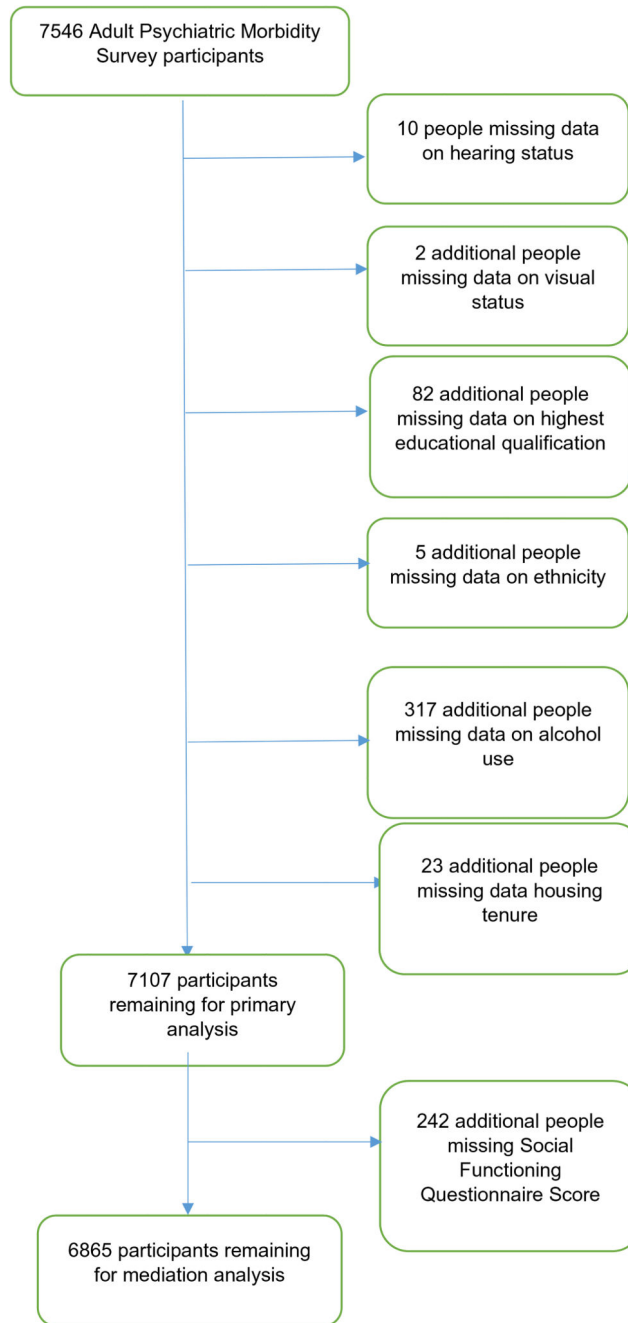 7546 Adult Psychiatric Morbidity
Survey participants
10 people missing data
on hearing status
2 additional people
missing data on visual
status
82 additional people
missing data on highest
educational qualification
5 additional people
missing data on ethnicity
317 additional people
missing data on alcohol
use
23 additional people
missing data housing
tenure
7107 participants
remaining for primary
analysis
242 additional people
missing Social
Functioning
Questionnaire Score
6865 participants remaining
for mediation analysis